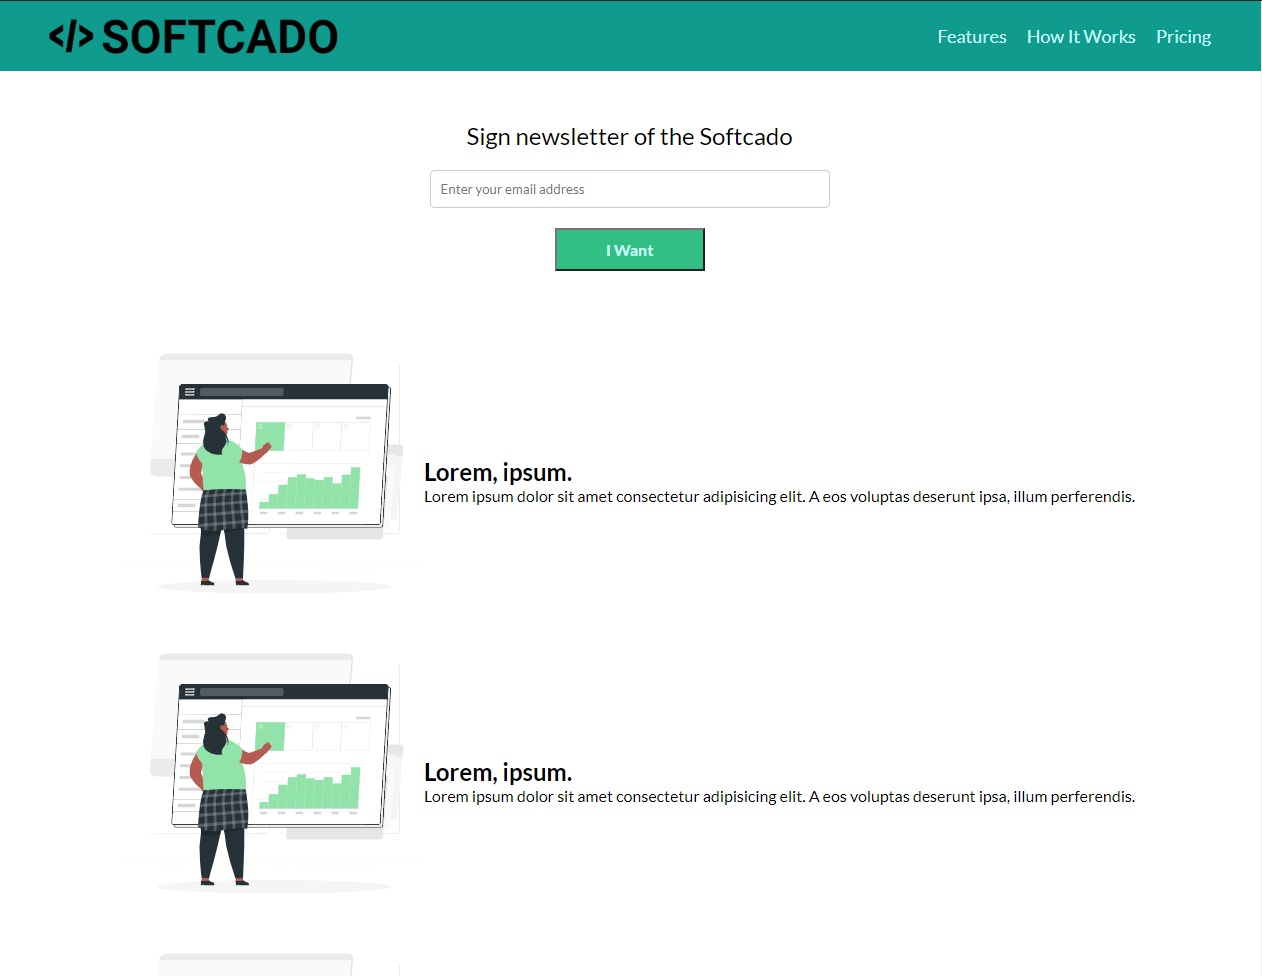 </> SOFTCADO
Features How It Works Pricing
Sign newsletter of the Softcado
Enter your email address
I Want
Lorem, ipsum.
Lorem ipsum dolor sit amet consectetur adipisicing elit. A eos voluptas deserunt ipsa, illum perferendis.
Lorem, ipsum.
Lorem ipsum dolor sit amet consectetur adipisicing elit. A eos voluptas deserunt ipsa, illum perferendis.